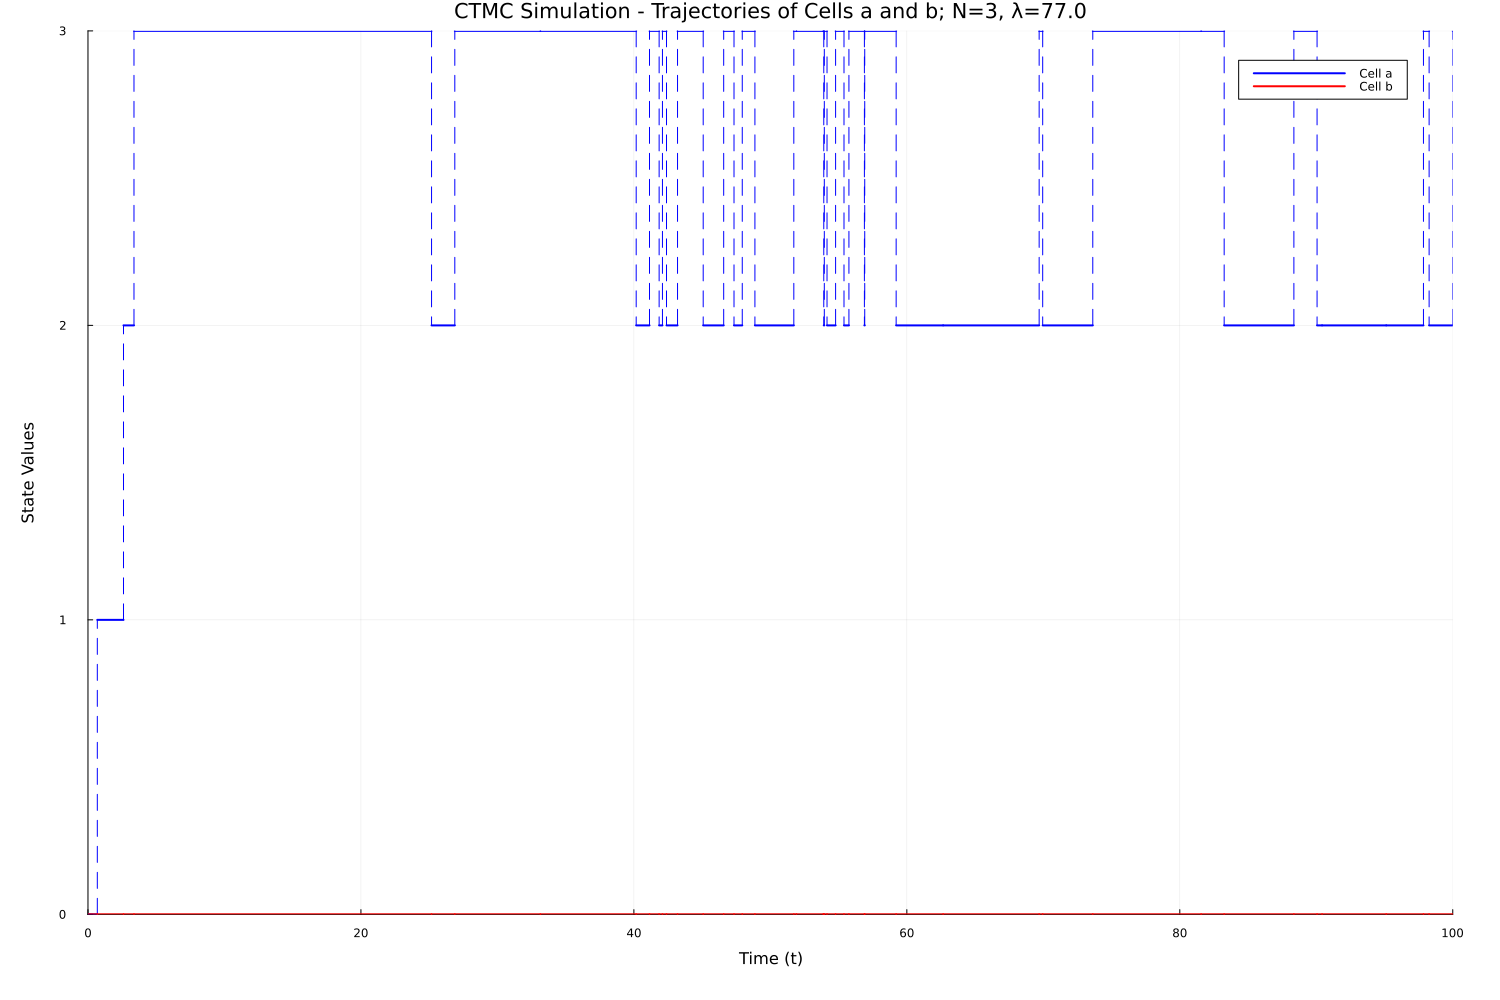 CTMC Simulation - Trajectories of Cells a and b; N=3, λ=77.0
3
Cell a
Cell b
2
State Values
1
0
0 20 40 60 80 100
Time (t)